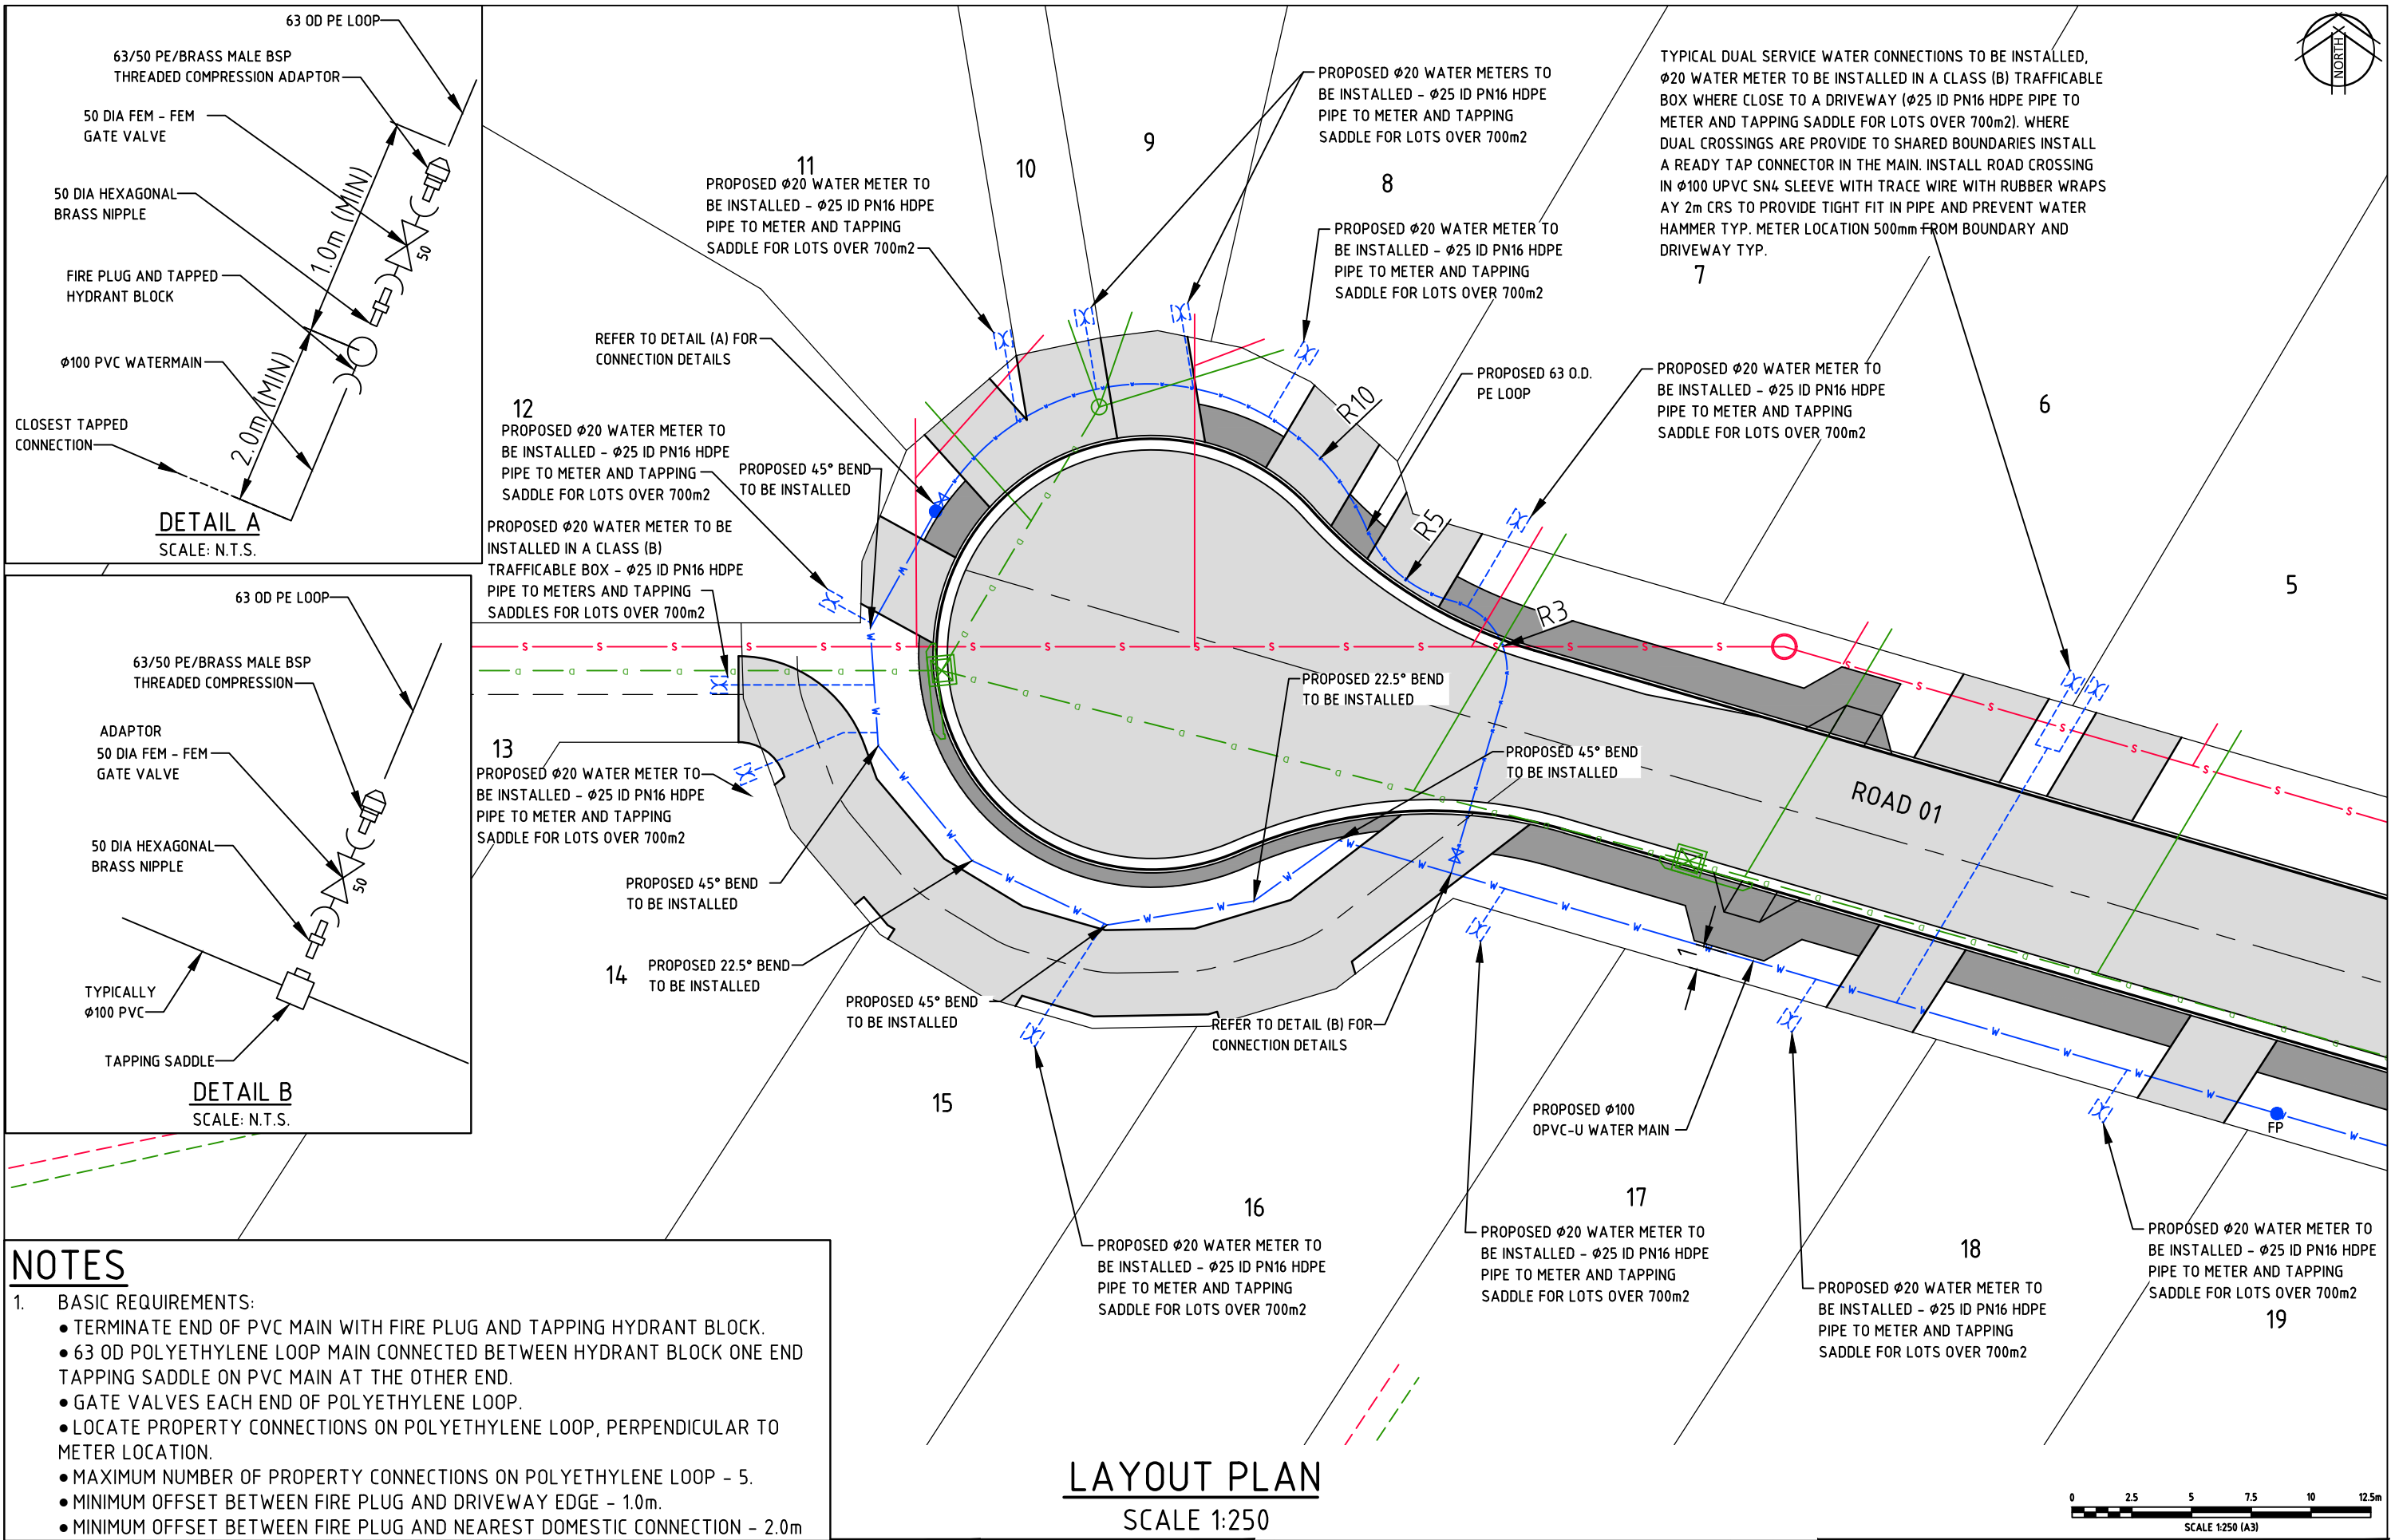 63 OD PE LOOP
63/50 PE/BRASS MALE BSP
THREADED COMPRESSION ADAPTOR
50 DIA FEM - FEM
GATE VALVE
50 DIA HEXAGONAL
BRASS NIPPLE
FIRE PLUG AND TAPPED
HYDRANT BLOCK
Ø100 PVC WATERMAIN
CLOSEST TAPPED
CONNECTION
1.0m (MIN)
2.0m (MIN)
50
DETAIL A
SCALE: N.T.S.
63 OD PE LOOP
63/50 PE/BRASS MALE BSP
THREADED COMPRESSION
ADAPTOR
50 DIA FEM - FEM
GATE VALVE
50 DIA HEXAGONAL
BRASS NIPPLE
50
TYPICALLY
Ø100 PVC
TAPPING SADDLE
DETAIL B
SCALE: N.T.S.
11
PROPOSED Ø20 WATER METER TO
BE INSTALLED - Ø25 ID PN16 HDPE
PIPE TO METER AND TAPPING
SADDLE FOR LOTS OVER 700m2
10
9
PROPOSED Ø20 WATER METERS TO
BE INSTALLED - Ø25 ID PN16 HDPE
PIPE TO METER AND TAPPING
SADDLE FOR LOTS OVER 700m2
8
PROPOSED Ø20 WATER METER TO
BE INSTALLED - Ø25 ID PN16 HDPE
PIPE TO METER AND TAPPING
SADDLE FOR LOTS OVER 700m2
TYPICAL DUAL SERVICE WATER CONNECTIONS TO BE INSTALLED,
Ø20 WATER METER TO BE INSTALLED IN A CLASS (B) TRAFFICABLE
BOX WHERE CLOSE TO A DRIVEWAY (Ø25 ID PN16 HDPE PIPE TO
METER AND TAPPING SADDLE FOR LOTS OVER 700m2). WHERE
DUAL CROSSINGS ARE PROVIDE TO SHARED BOUNDARIES INSTALL
A READY TAP CONNECTOR IN THE MAIN. INSTALL ROAD CROSSING
IN Ø100 UPVC SN4 SLEEVE WITH TRACE WIRE WITH RUBBER WRAPS
AY 2m CRS TO PROVIDE TIGHT FIT IN PIPE AND PREVENT WATER
HAMMER TYP. METER LOCATION 500mm FROM BOUNDARY AND
DRIVEWAY TYP.
NORTH
7
REFER TO DETAIL (A) FOR
CONNECTION DETAILS
PROPOSED 63 O.D.
PE LOOP
PROPOSED Ø20 WATER METER TO
BE INSTALLED - Ø25 ID PN16 HDPE
PIPE TO METER AND TAPPING
SADDLE FOR LOTS OVER 700m2
6
5
R10
R5
R3
12
PROPOSED Ø20 WATER METER TO
BE INSTALLED - Ø25 ID PN16 HDPE
PIPE TO METER AND TAPPING
SADDLE FOR LOTS OVER 700m2
PROPOSED 45° BEND
TO BE INSTALLED
PROPOSED Ø20 WATER METER TO BE
INSTALLED IN A CLASS (B)
TRAFFICABLE BOX - Ø25 ID PN16 HDPE
PIPE TO METERS AND TAPPING
SADDLES FOR LOTS OVER 700m2
PROPOSED 22.5° BEND
TO BE INSTALLED
PROPOSED 45° BEND
TO BE INSTALLED
ROAD 01
13
PROPOSED Ø20 WATER METER TO
BE INSTALLED - Ø25 ID PN16 HDPE
PIPE TO METER AND TAPPING
SADDLE FOR LOTS OVER 700m2
PROPOSED 45° BEND
TO BE INSTALLED
14
PROPOSED 22.5° BEND
TO BE INSTALLED
PROPOSED 45° BEND
TO BE INSTALLED
REFER TO DETAIL (B) FOR
CONNECTION DETAILS
1
15
PROPOSED Ø100
OPVC-U WATER MAIN
FP
16
PROPOSED Ø20 WATER METER TO
BE INSTALLED - Ø25 ID PN16 HDPE
PIPE TO METER AND TAPPING
SADDLE FOR LOTS OVER 700m2
17
PROPOSED Ø20 WATER METER TO
BE INSTALLED - Ø25 ID PN16 HDPE
PIPE TO METER AND TAPPING
SADDLE FOR LOTS OVER 700m2
18
PROPOSED Ø20 WATER METER TO
BE INSTALLED - Ø25 ID PN16 HDPE
PIPE TO METER AND TAPPING
SADDLE FOR LOTS OVER 700m2
PROPOSED Ø20 WATER METER TO
BE INSTALLED - Ø25 ID PN16 HDPE
PIPE TO METER AND TAPPING
SADDLE FOR LOTS OVER 700m2
19
NOTES
1. BASIC REQUIREMENTS:
• TERMINATE END OF PVC MAIN WITH FIRE PLUG AND TAPPING HYDRANT BLOCK.
• 63 OD POLYETHYLENE LOOP MAIN CONNECTED BETWEEN HYDRANT BLOCK ONE END
TAPPING SADDLE ON PVC MAIN AT THE OTHER END.
• GATE VALVES EACH END OF POLYETHYLENE LOOP.
• LOCATE PROPERTY CONNECTIONS ON POLYETHYLENE LOOP, PERPENDICULAR TO
METER LOCATION.
• MAXIMUM NUMBER OF PROPERTY CONNECTIONS ON POLYETHYLENE LOOP - 5.
• MINIMUM OFFSET BETWEEN FIRE PLUG AND DRIVEWAY EDGE - 1.0m.
• MINIMUM OFFSET BETWEEN FIRE PLUG AND NEAREST DOMESTIC CONNECTION - 2.0m
LAYOUT PLAN
SCALE 1:250
0 2.5 5 7.5 10 12.5m
SCALE 1:250 (A3)